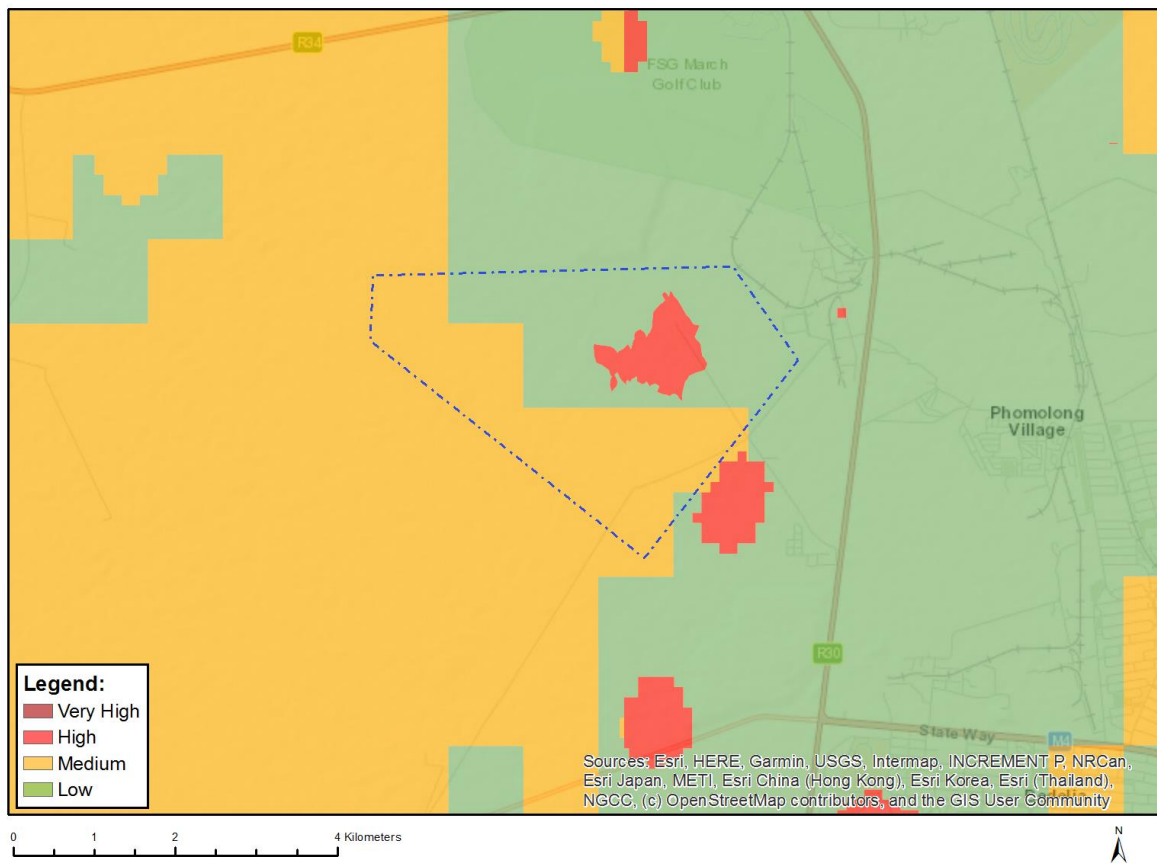 R34
FSG March
Golf Club
Phomolong
Village
R30
State Way
M4
Legend:
Very High
High
Medium
Low
Sources: Esri, HERE, Garmin, USGS, Intermap, INCREMENT P, NRCan,
Esri Japan, METI, Esri China (Hong Kong), Esri Korea, Esri (Thailand),
NGCC, (c) OpenStreetMap contributors, and the GIS User Community
0 1 2 4 Kilometers
N